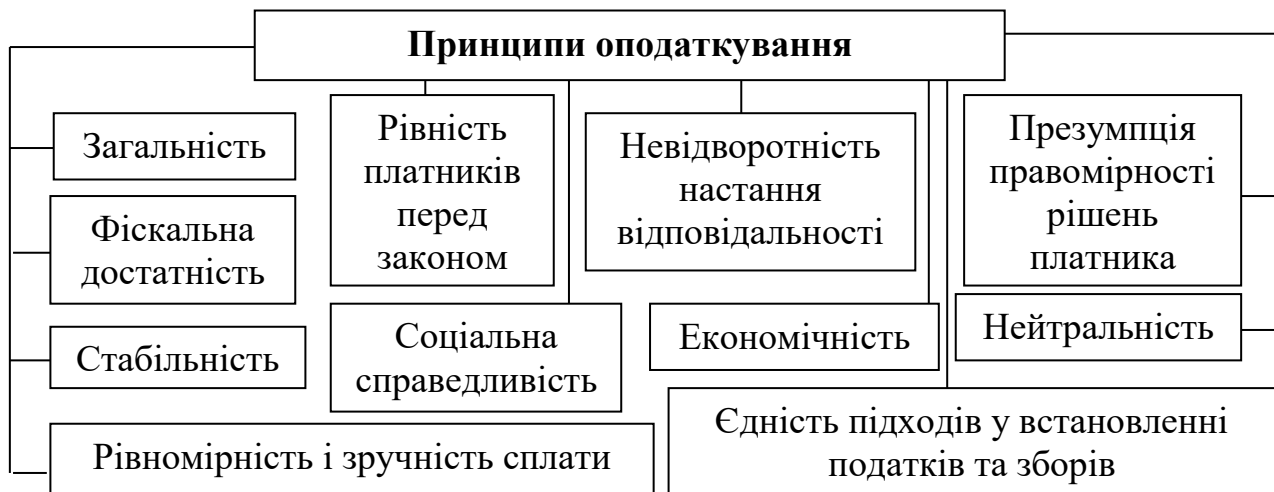 Принципи оподаткування
Загальність
Фіскальна
достатність
Стабільність
Рівномірність і зручність сплати
Рівність
платників
перед
законом
Соціальна
справедливість
Невідворотність
настання
відповідальності
Економічність
Презумпція
правомірності
рішень
платника
Нейтральність
Єдність підходів у встановленні
податків та зборів